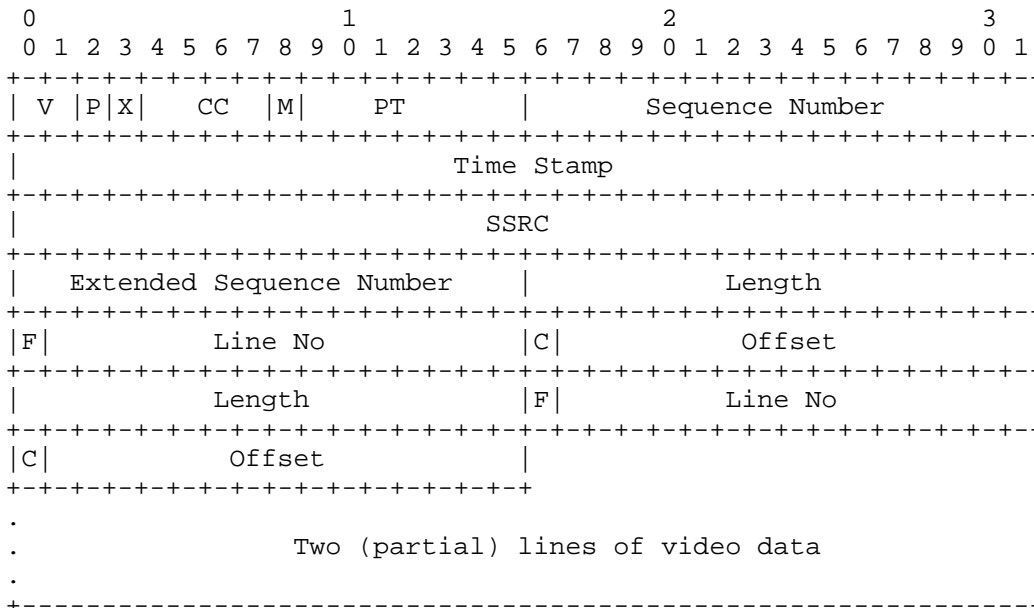 0                   1                   2                   3
0 1 2 3 4 5 6 7 8 9 0 1 2 3 4 5 6 7 8 9 0 1 2 3 4 5 6 7 8 9 0 1
+-+-+-+-+-+-+-+-+-+-+-+-+-+-+-+-+-+-+-+-+-+-+-+-+-+-+-+-+-+-+-+-
| V |P|X|   CC  |M|    PT       |       Sequence Number
+-+-+-+-+-+-+-+-+-+-+-+-+-+-+-+-+-+-+-+-+-+-+-+-+-+-+-+-+-+-+-+-
|                           Time Stamp
+-+-+-+-+-+-+-+-+-+-+-+-+-+-+-+-+-+-+-+-+-+-+-+-+-+-+-+-+-+-+-+-
|                             SSRC
+-+-+-+-+-+-+-+-+-+-+-+-+-+-+-+-+-+-+-+-+-+-+-+-+-+-+-+-+-+-+-+-
|   Extended Sequence Number    |            Length
+-+-+-+-+-+-+-+-+-+-+-+-+-+-+-+-+-+-+-+-+-+-+-+-+-+-+-+-+-+-+-+-
|F|          Line No            |C|           Offset
+-+-+-+-+-+-+-+-+-+-+-+-+-+-+-+-+-+-+-+-+-+-+-+-+-+-+-+-+-+-+-+-
|            Length             |F|          Line No
+-+-+-+-+-+-+-+-+-+-+-+-+-+-+-+-+-+-+-+-+-+-+-+-+-+-+-+-+-+-+-+-
|C|           Offset            |
+-+-+-+-+-+-+-+-+-+-+-+-+-+-+-+-+
.
.                 Two (partial) lines of video data
.
+----------------------------------------------------------------